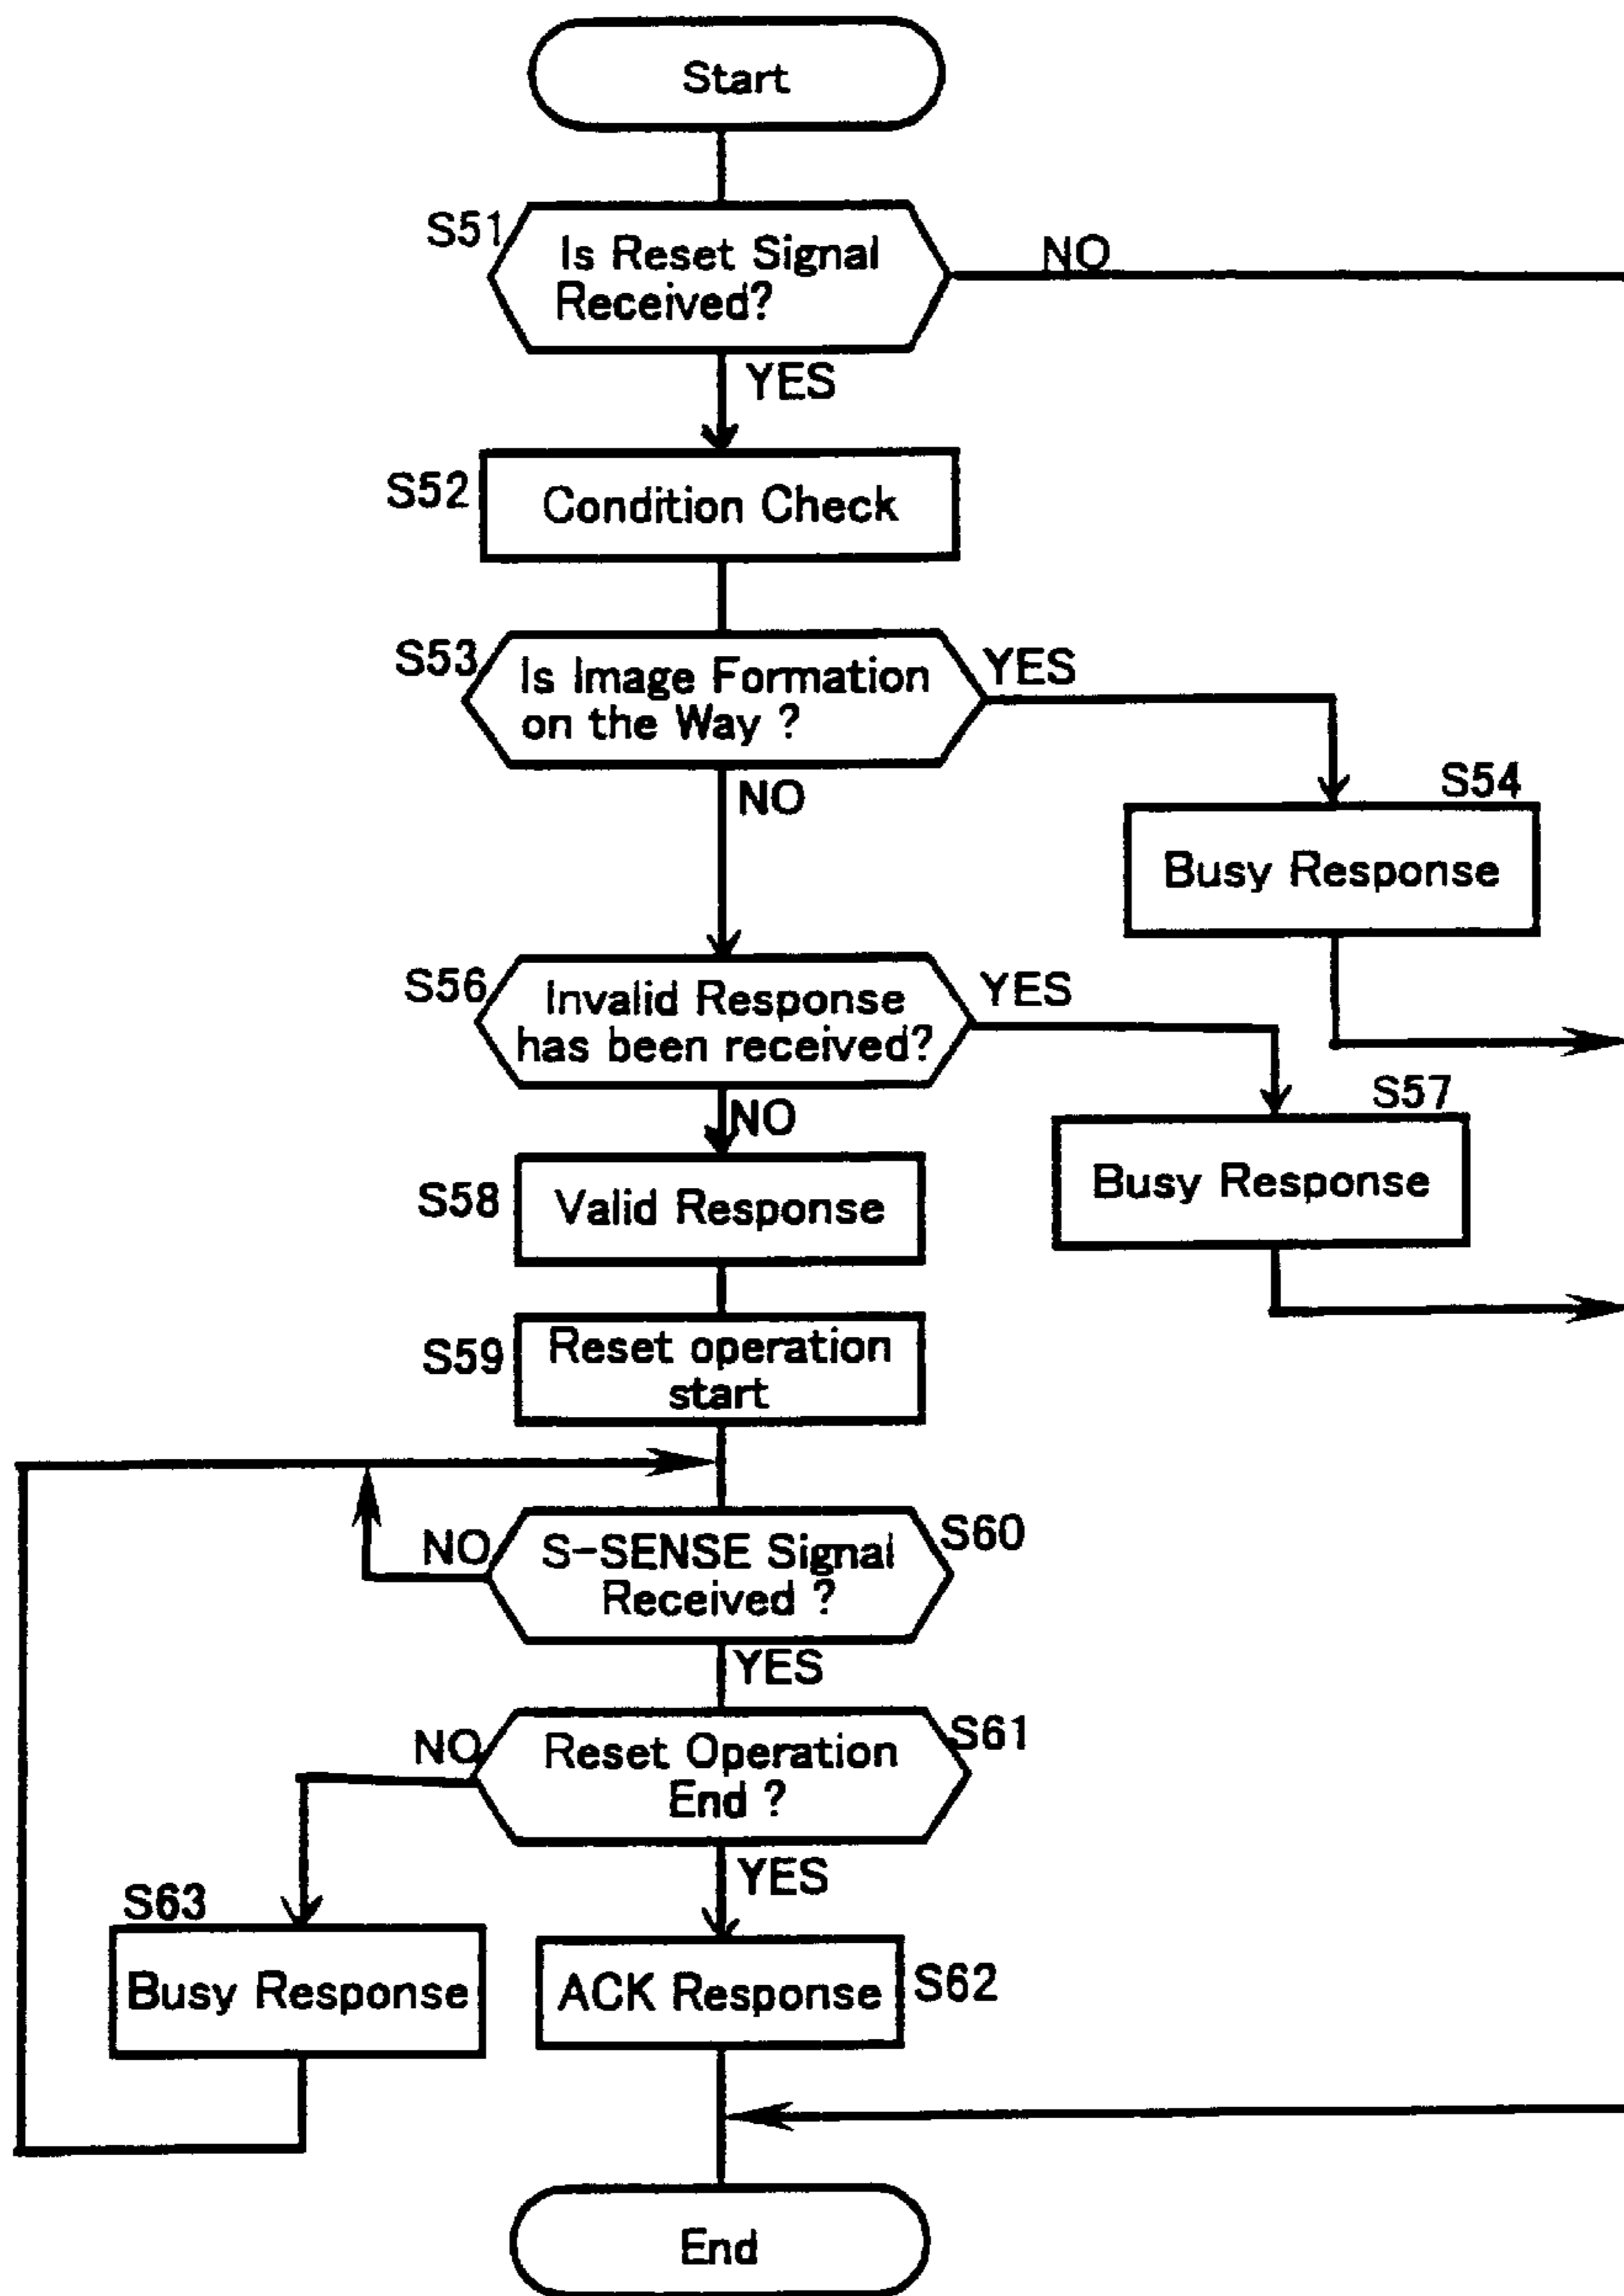 Start
S51
Is Reset Signal
Received?
NO
YES
S52
Condition Check
S53
Is Image Formation
on the Way ?
YES
NO
S54
Busy Response
S56
Invalid Response
has been received?
YES
NO
S57
Busy Response
S58
Valid Response
S59
Reset operation
start
NO
S-SENSE Signal
Received ?
S60
YES
NO
Reset Operation
End ?
S61
YES
S63
Busy Response
ACK Response
S62
End